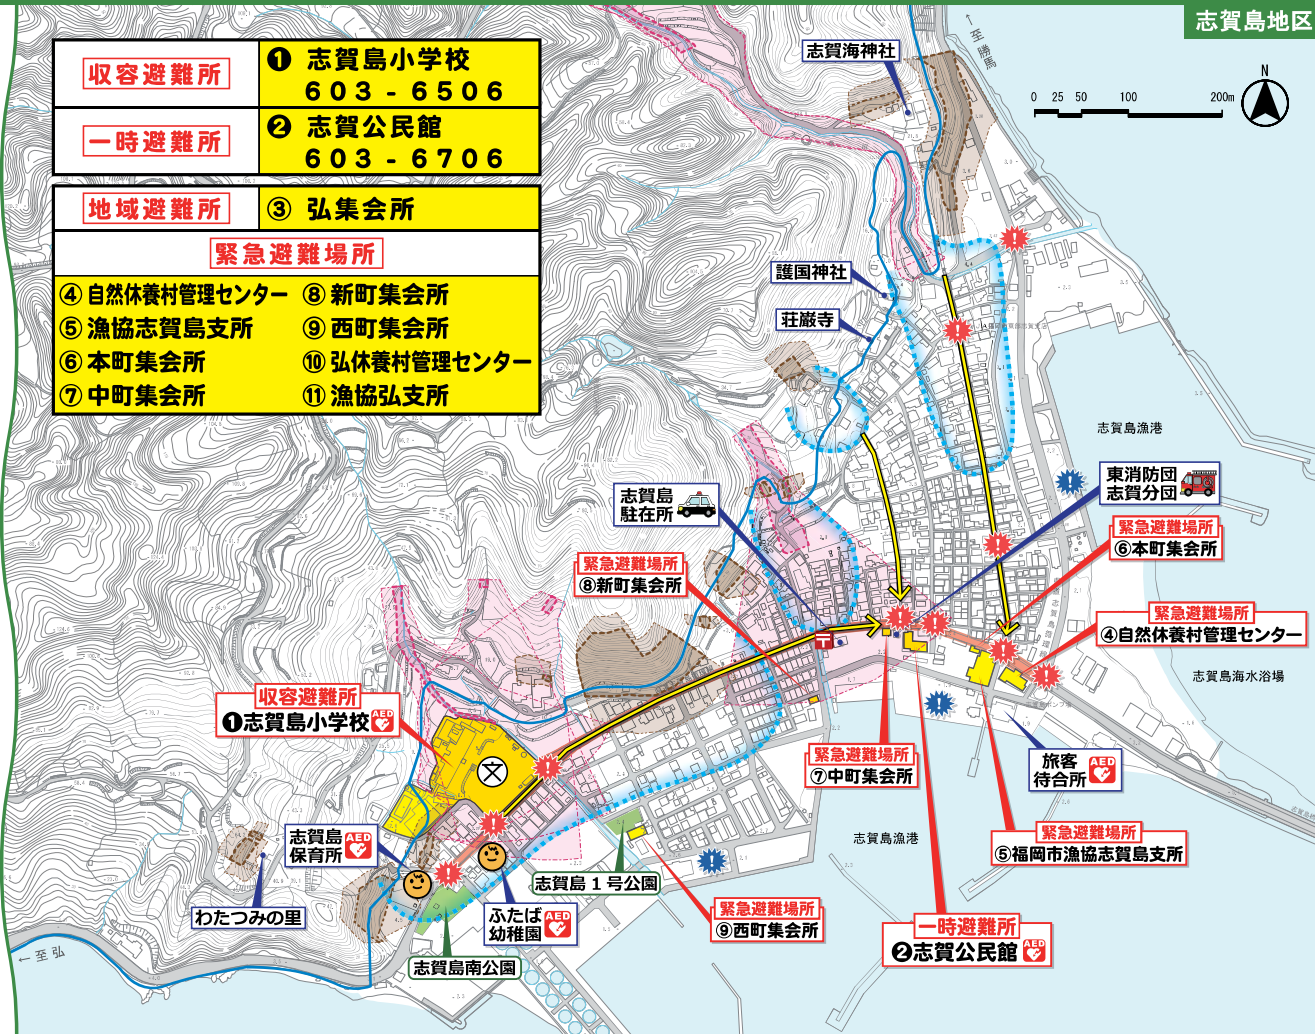 志賀島地区
収容避難所
❶ 志賀島小学校
603-6506
一時避難所
❷ 志賀公民館
603-6706
地域避難所
③ 弘集会所
緊急避難場所
④自然休養村管理センター
⑧新町集会所
⑤漁協志賀島支所
⑨西町集会所
⑥本町集会所
⑩弘休養村管理センター
⑦中町集会所
⑪漁協弘支所
←至 勝馬
N
0 25 50 100 200m
志賀海神社
護国神社
荘厳寺
志賀島漁港
東消防団
志賀分団
志賀島
駐在所
緊急避難場所
⑥本町集会所
緊急避難場所
⑧新町集会所
緊急避難場所
④自然休養村管理センター
志賀島海水浴場
収容避難所
❶志賀島小学校
AED
文
緊急避難場所
⑦中町集会所
旅客
待合所
AED
志賀島
保育所
AED
緊急避難場所
⑤福岡市漁協志賀島支所
志賀島漁港
志賀島1号公園
わたつみの里
ふたば
幼稚園
AED
緊急避難場所
⑨西町集会所
一時避難所
❷志賀公民館
AED
←至 弘
志賀島南公園